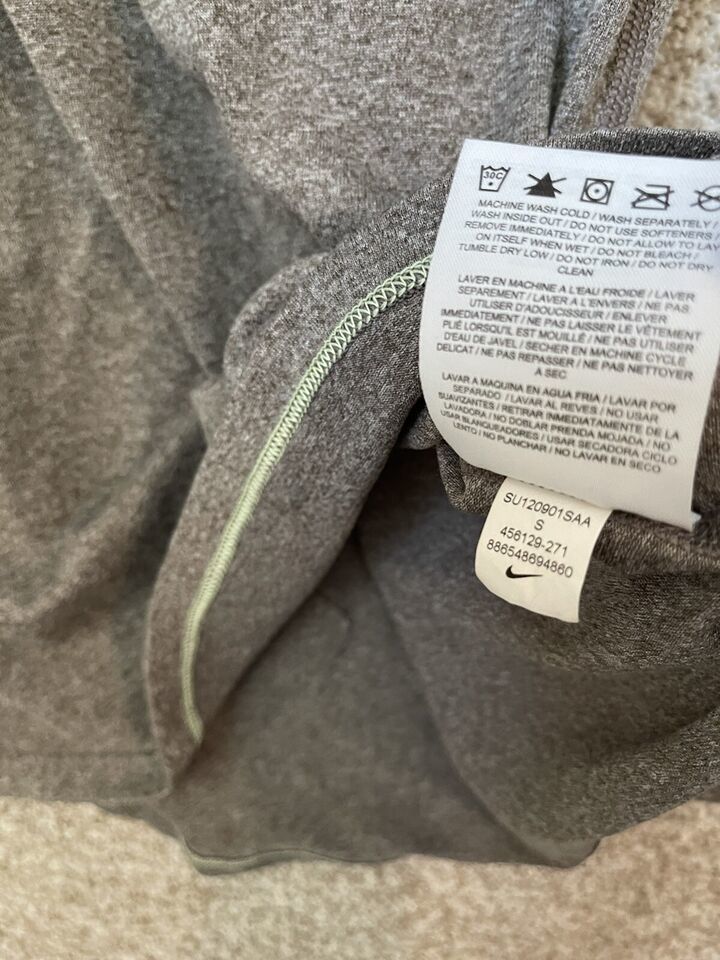 30C
MACHINE WASH COLD / WASH SEPARATELY /
WASH INSIDE OUT / DO NOT USE SOFTENERS /
REMOVE IMMEDIATELY / DO NOT ALLOW TO LAY
ON ITSELF WHEN WET / DO NOT BLEACH /
TUMBLE DRY LOW / DO NOT IRON / DO NOT DRY
CLEAN
LAVER EN MACHINE A L'EAU FROIDE / LAVER
SEPAREMENT / LAVER A L'ENVERS / NE PAS
UTILISER D'ADOUCISSEUR / ENLEVER
IMMEDIATEMENT / NE PAS LAISSER LE VÊTEMENT
PLIÉ LORSQU'IL EST MOUILLÉ / NE PAS UTILISER
D'EAU DE JAVEL / SECHER EN MACHINE CYCLE
DELICAT / NE PAS REPASSER / NE PAS NETTOYER
A SEC
LAVAR A MAQUINA EN AGUA FRIA / LAVAR POR
SEPARADO / LAVAR AL REVES / NO USAR
SUAVIZANTES / RETIRAR INMEDIATAMENTE DE LA
LAVADORA / NO DOBLAR PRENDA MOJADA / NO
USAR BLANQUEADORES / USAR SECADORA CICLO
LENTO / NO PLANCHAR / NO LAVAR EN SECO
SU120901SAA
S
456129-271
886548694860